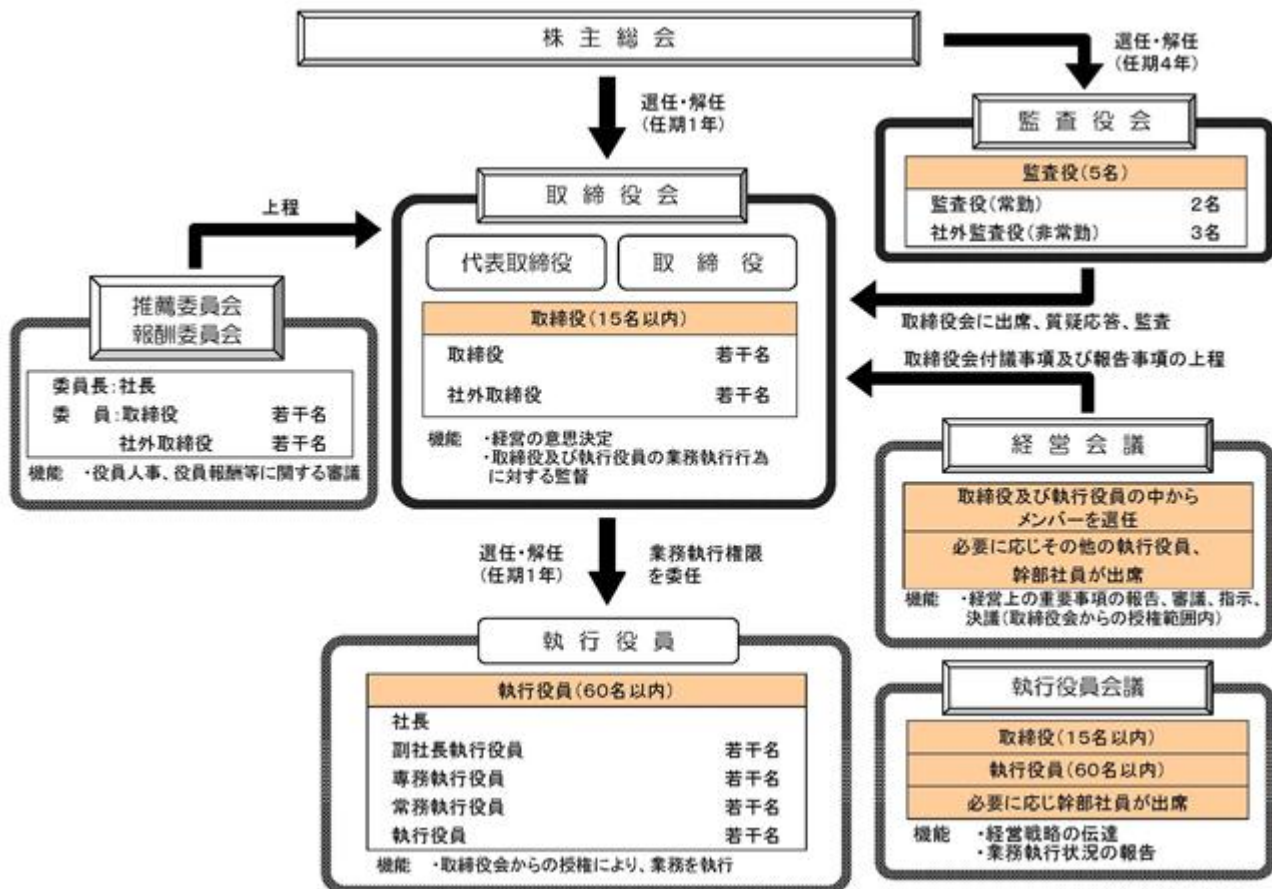 株主総会
選任・解任
(任期4年)
選任・解任
(任期1年)
監査役会
監査役(5名)
監査役(常勤) 2名
社外監査役(非常勤) 3名
取締役会
代表取締役 取締役
取締役(15名以内)
取締役 若干名
社外取締役 若干名
機能 ・経営の意思決定
・取締役及び執行役員の業務執行行為
に対する監督
上程
推薦委員会
報酬委員会
委員長:社長
委 員:取締役 若干名
社外取締役 若干名
機能 ・役員人事、役員報酬等に関する審議
取締役会に出席、質疑応答、監査
取締役会付議事項及び報告事項の上程
経営会議
取締役及び執行役員の中から
メンバーを選任
必要に応じその他の執行役員、
幹部社員が出席
機能 ・経営上の重要事項の報告、審議、指示、
決議(取締役会からの授権範囲内)
選任・解任
(任期1年)
業務執行権限
を委任
執行役員
執行役員(60名以内)
社長
副社長執行役員 若干名
専務執行役員 若干名
常務執行役員 若干名
執行役員 若干名
機能 ・取締役会からの授権により、業務を執行
執行役員会議
取締役(15名以内)
執行役員(60名以内)
必要に応じ幹部社員が出席
機能 ・経営戦略の伝達
・業務執行状況の報告